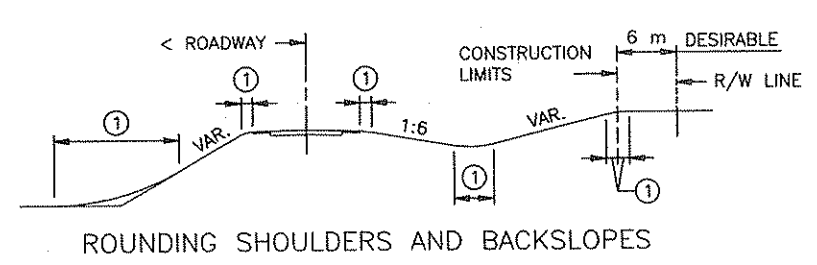 < ROADWAY
6 m DESIRABLE
CONSTRUCTION
LIMITS
R/W LINE
1
1
1
VAR.
1:6
VAR.
1
1
ROUNDING SHOULDERS AND BACKSLOPES